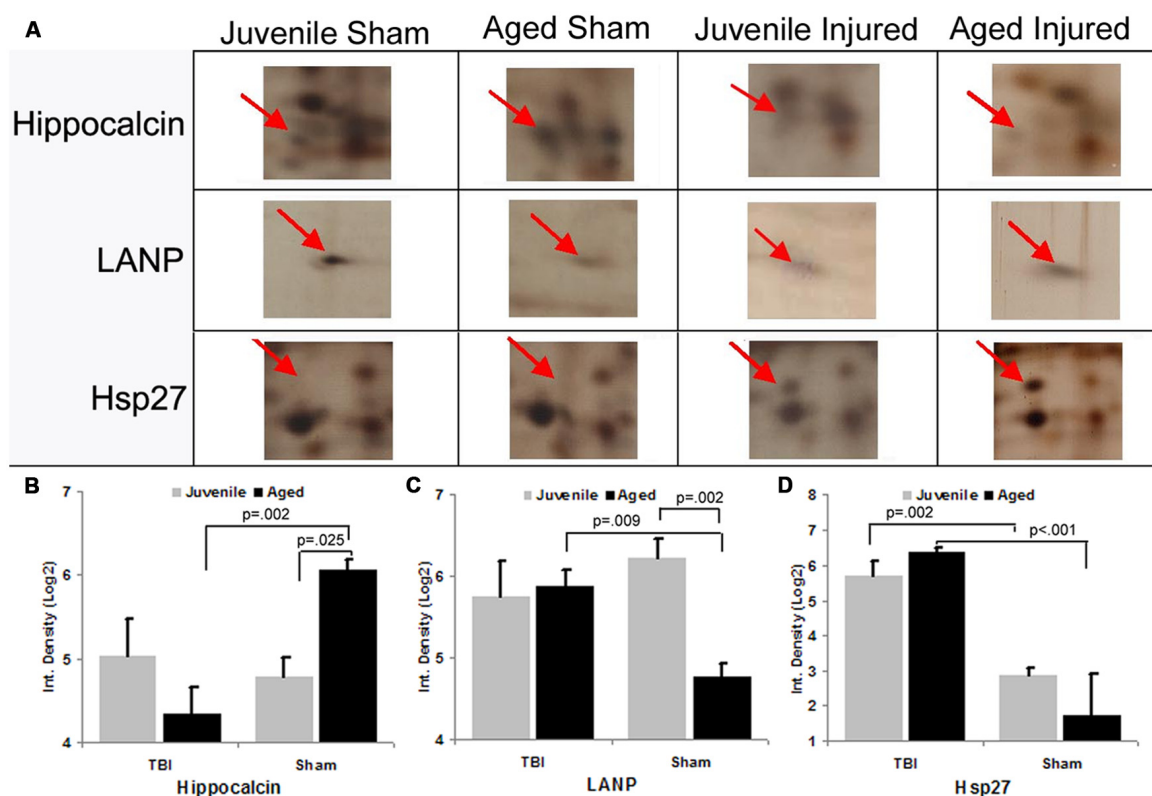 A
Juvenile Sham Aged Sham Juvenile Injured Aged Injured
Hippocalcin
LANP
Hsp27
B
7
6
5
4
Int. Density (Log2)
Juvenile Aged
p=.002
p=.025
TBI Sham
Hippocalcin
C
7
6
5
4
Int. Density (Log2)
Juvenile Aged
p=.002
p=.009
TBI Sham
LANP
D
8
7
6
5
4
3
2
1
Int. Density (Log2)
Juvenile Aged
p=.002
p<.001
TBI Sham
Hsp27